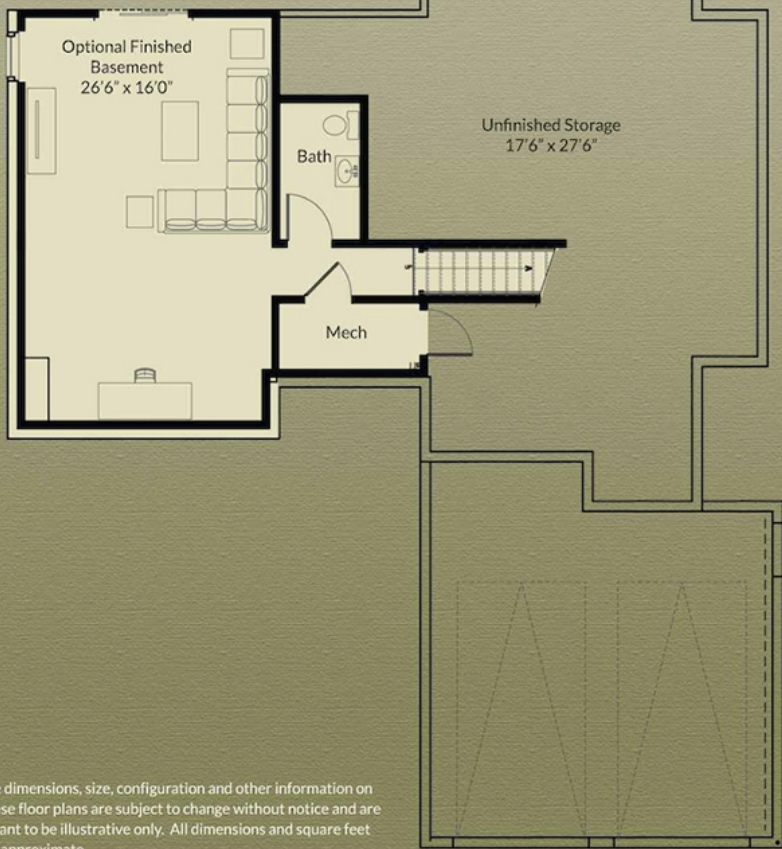 Optional Finished
Basement
26'6" x 16'0"
Bath
Unfinished Storage
17'6" x 27'6"
Mech
dimensions, size, configuration and other information on
floor plans are subject to change without notice and are
to be illustrative only. All dimensions and square feet
approximate